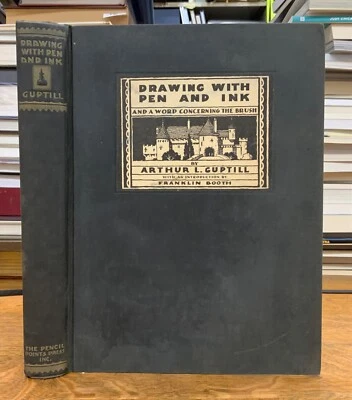 DRAWING
WITH PEN
AND INK
GUPTILL
THE PENCIL
POINTS PRESS
INC.
DRAWING WITH
PEN AND INK
AND A WORD CONCERNING THE BRUSH
BY
ARTHUR L. GUPTILL
WITH AN INTRODUCTION BY
FRANKLIN BOOTH